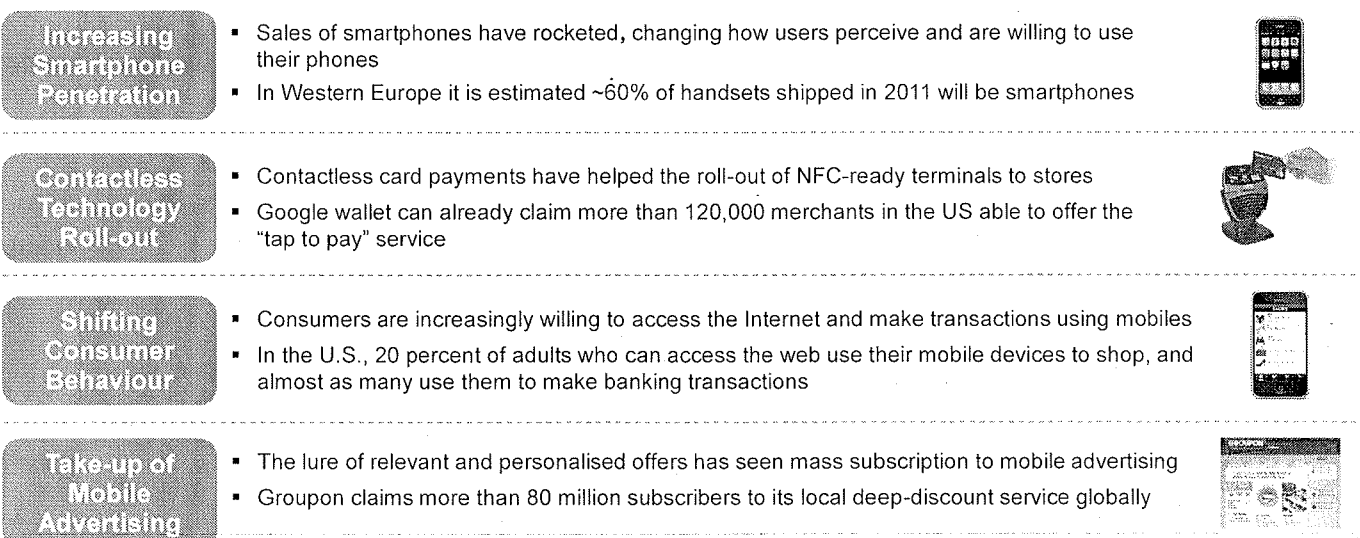 Increasing
Smartphone
Penetration
▪ Sales of smartphones have rocketed, changing how users perceive and are willing to use
their phones
▪ In Western Europe it is estimated ~60% of handsets shipped in 2011 will be smartphones
Contactless
Technology
Roll-out
▪ Contactless card payments have helped the roll-out of NFC-ready terminals to stores
▪ Google wallet can already claim more than 120,000 merchants in the US able to offer the
"tap to pay" service
Shifting
Consumer
Behaviour
▪ Consumers are increasingly willing to access the Internet and make transactions using mobiles
▪ In the U.S., 20 percent of adults who can access the web use their mobile devices to shop, and
almost as many use them to make banking transactions
Take-up of
Mobile
Advertising
▪ The lure of relevant and personalised offers has seen mass subscription to mobile advertising
▪ Groupon claims more than 80 million subscribers to its local deep-discount service globally
GROUPON